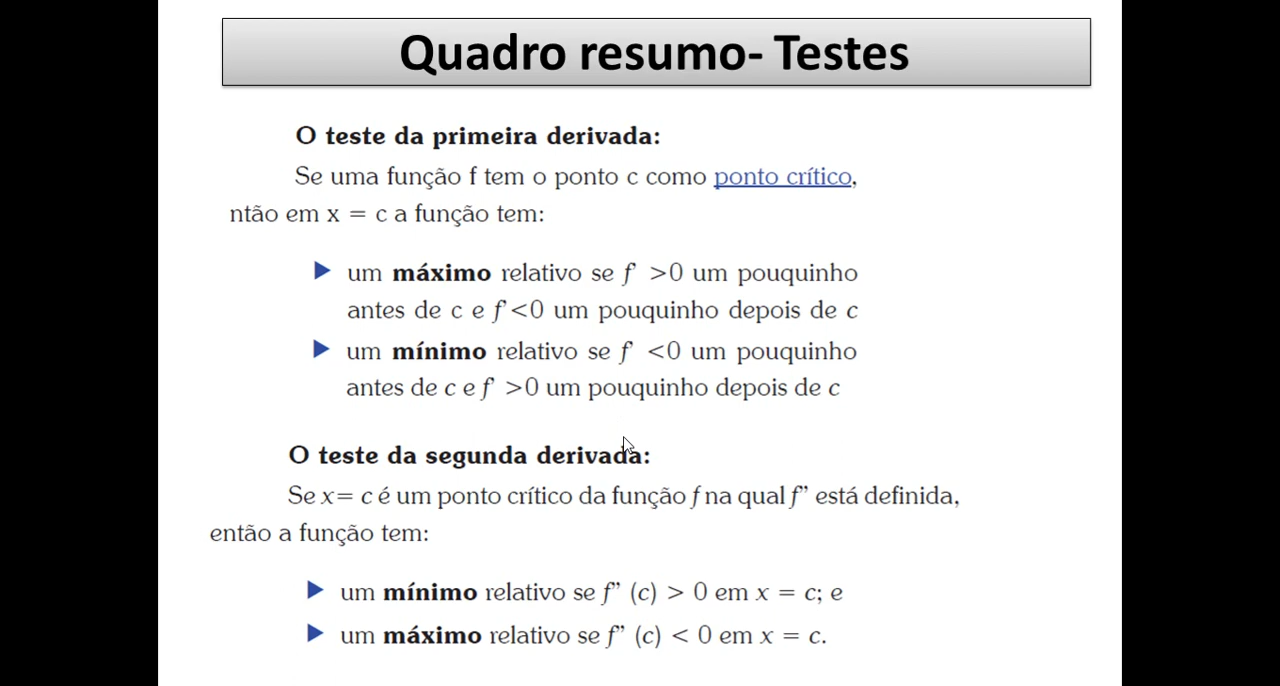 Quadro resumo- Testes
O teste da primeira derivada:
Se uma função f tem o ponto c como ponto crítico,
ntão em x = c a função tem:
▶ um máximo relativo se f' >0 um pouquinho
antes de c e f'<0 um pouquinho depois de c
▶ um mínimo relativo se f' <0 um pouquinho
antes de c e f' >0 um pouquinho depois de c
O teste da segunda derivada:
Se x= c é um ponto crítico da função f na qual f” está definida,
então a função tem:
▶ um mínimo relativo se f” (c) > 0 em x = c; e
▶ um máximo relativo se f” (c) < 0 em x = c.